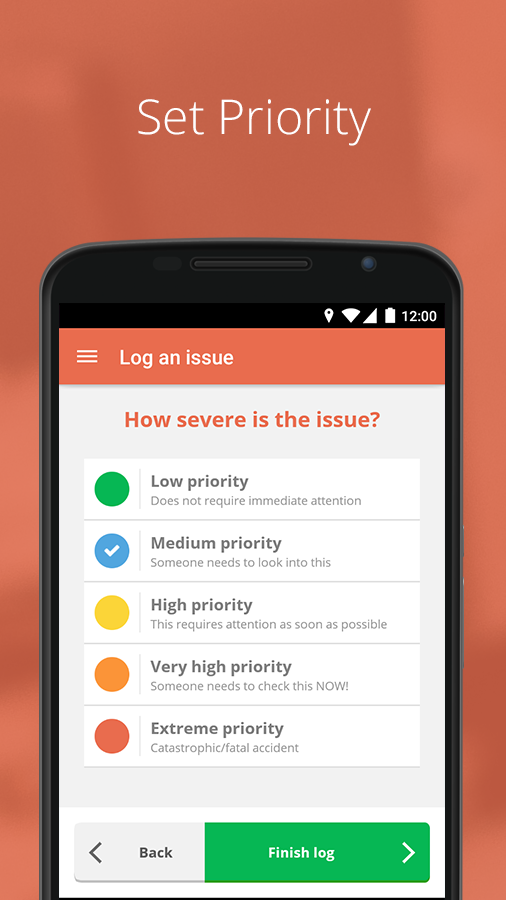 Set Priority
12:00
Log an issue
How severe is the issue?
Low priority
Does not require immediate attention
Medium priority
Someone needs to look into this
High priority
This requires attention as soon as possible
Very high priority
Someone needs to check this NOW!
Extreme priority
Catastrophic/fatal accident
Back
Finish log